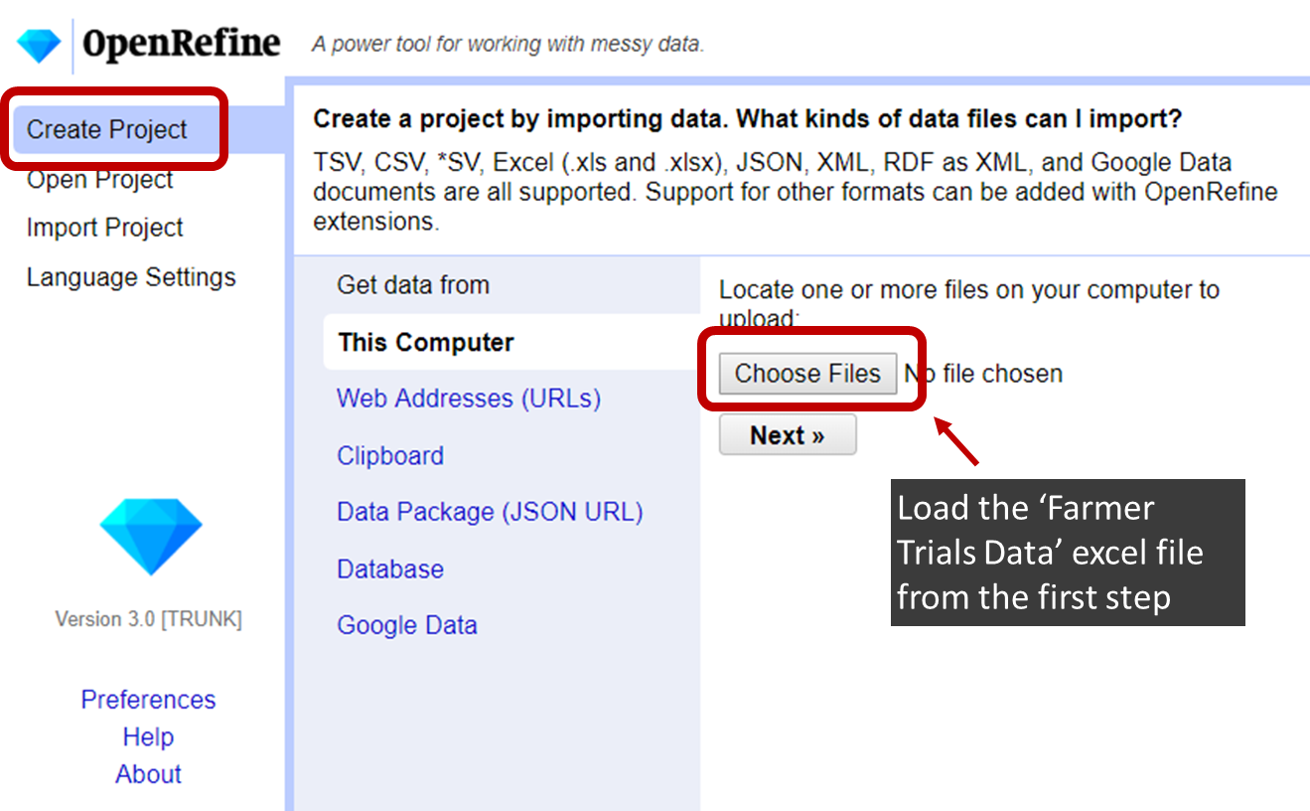 OpenRefine A power tool for working with messy data.
Create Project
Open Project
Import Project
Language Settings
Version 3.0 [TRUNK]
Preferences
Help
About
Create a project by importing data. What kinds of data files can I import?
TSV, CSV, *SV, Excel (.xls and .xlsx), JSON, XML, RDF as XML, and Google Data
documents are all supported. Support for other formats can be added with OpenRefine
extensions.
Get data from
This Computer
Web Addresses (URLs)
Clipboard
Data Package (JSON URL)
Database
Google Data
Locate one or more files on your computer to
upload:
Choose Files No file chosen
Next »
Load the ‘Farmer
Trials Data’ excel file
from the first step